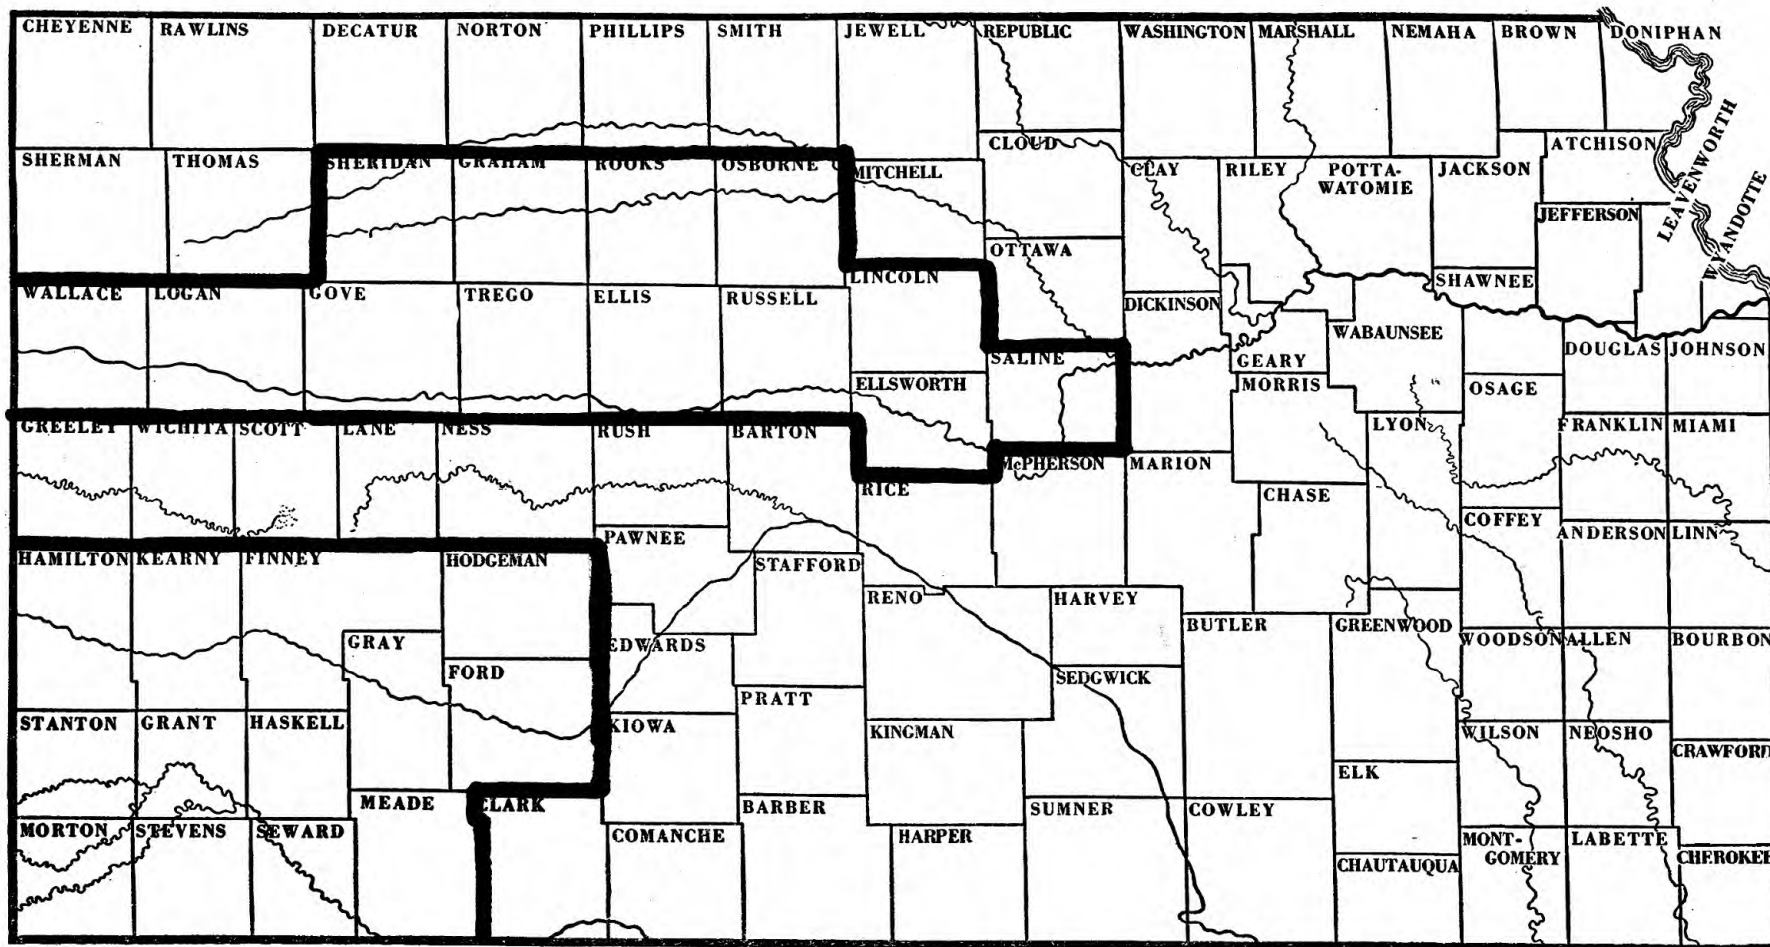 CHEYENNE
RAWLINS
DECATUR
NORTON
PHILLIPS
SMITH
JEWELL
REPUBLIC
WASHINGTON
MARSHALL
NEMAHA
BROWN
DONIPHAN
SHERMAN
THOMAS
SHERIDAN
GRAHAM
ROOKS
OSBORNE
MITCHELL
CLOUD
CLAY
RILEY
POTTA-
WATOMIE
JACKSON
ATCHISON
JEFFERSON
LEAVENWORTH
WYANDOTTE
WALLACE
LOGAN
GOVE
TREGO
ELLIS
RUSSELL
LINCOLN
OTTAWA
DICKINSON
GEARY
WABAUNSEE
SHAWNEE
DOUGLAS
JOHNSON
ELLSWORTH
SALINE
MORRIS
OSAGE
GREELEY
WICHITA
SCOTT
LANE
NESS
RUSH
BARTON
RICE
McPHERSON
MARION
CHASE
LYON
FRANKLIN
MIAMI
COFFEY
ANDERSON
LINN
HAMILTON
KEARNY
FINNEY
HODGEMAN
PAWNEE
STAFFORD
RENO
HARVEY
BUTLER
GREENWOOD
WOODSON
ALLEN
BOURBON
GRAY
FORD
EDWARDS
PRATT
SEDGWICK
STANTON
GRANT
HASKELL
KIOWA
KINGMAN
WILSON
NEOSHO
CRAWFORD
ELK
MEADE
CLARK
BARBER
SUMNER
COWLEY
MORTON
STEVENS
SEWARD
COMANCHE
HARPER
CHAUTAUQUA
MONT-
GOMERY
LABETTE
CHEROKEE